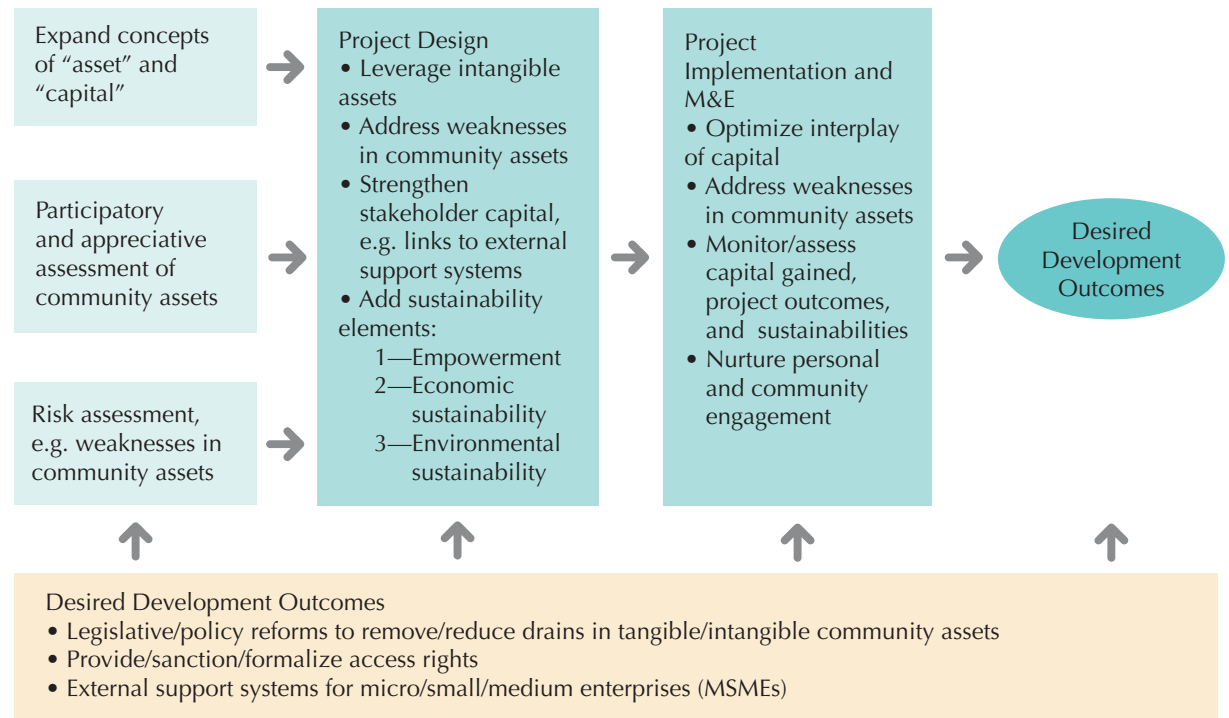 Expand concepts
of “asset” and
“capital”
Participatory
and appreciative
assessment of
community assets
Risk assessment,
e.g. weaknesses in
community assets
Project Design
• Leverage intangible
assets
• Address weaknesses
in community assets
• Strengthen
stakeholder capital,
e.g. links to external
support systems
• Add sustainability
elements:
1—Empowerment
2—Economic
sustainability
3—Environmental
sustainability
Project
Implementation and
M&E
• Optimize interplay
of capital
• Address weaknesses
in community assets
• Monitor/assess
capital gained,
project outcomes,
and sustainabilities
• Nurture personal
and community
engagement
Desired
Development
Outcomes
Desired Development Outcomes
• Legislative/policy reforms to remove/reduce drains in tangible/intangible community assets
• Provide/sanction/formalize access rights
• External support systems for micro/small/medium enterprises (MSMEs)